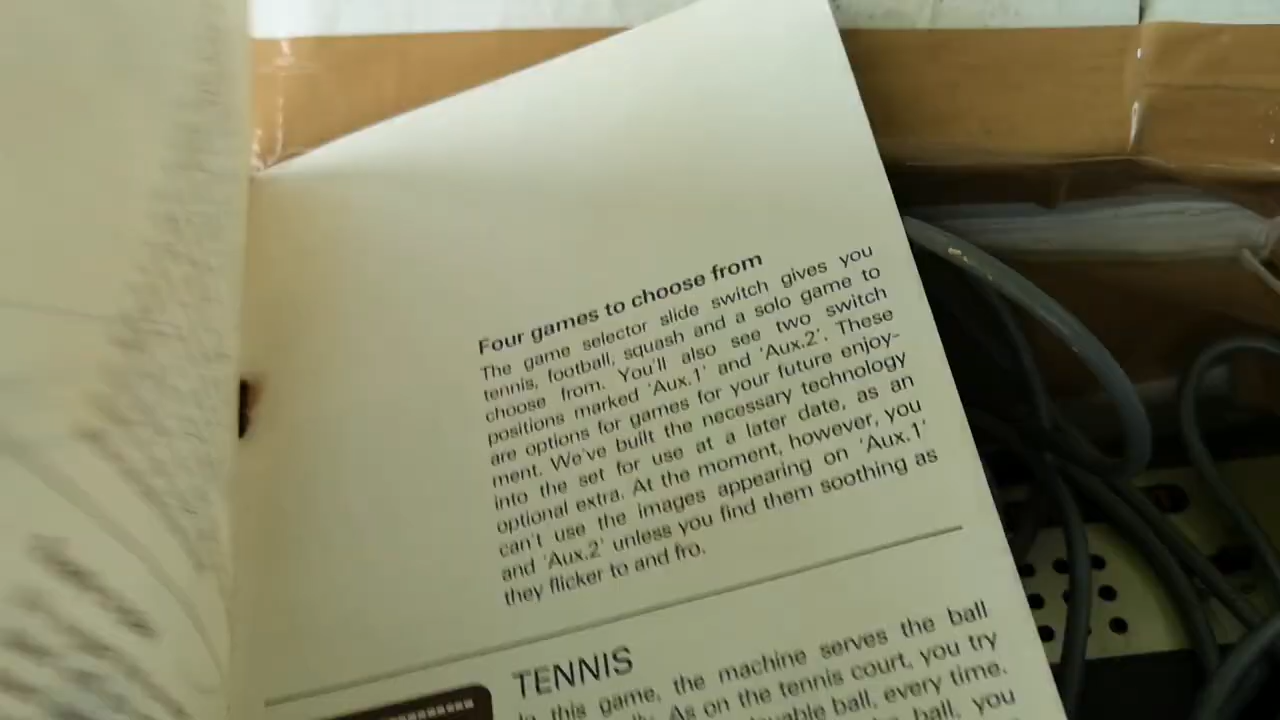 Four games to choose from
The game selector slide switch gives you
tennis, football, squash and a solo game to
choose from. You'll also see two switch
positions marked 'Aux.1' and 'Aux.2'. These
are options for games for your future enjoy-
ment. We've built the necessary technology
into the set for use at a later date, as an
optional extra. At the moment, however, you
can't use the images appearing on 'Aux.1'
and 'Aux.2' unless you find them soothing as
they flicker to and fro.
TENNIS
this game, the machine serves the ball
As on the tennis court, you try
ball, every time.
ball, you